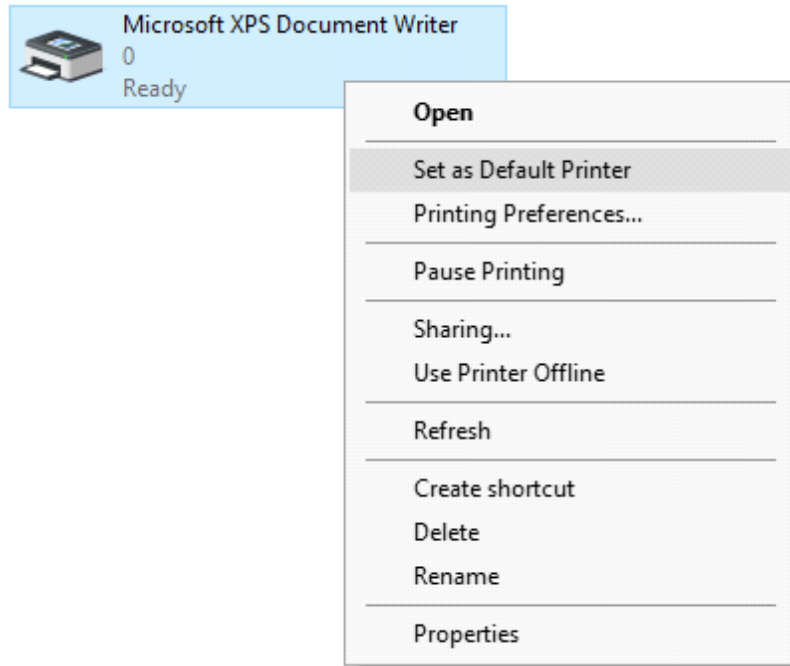 Microsoft XPS Document Writer
0
Ready
Open
Set as Default Printer
Printing Preferences...
Pause Printing
Sharing...
Use Printer Offline
Refresh
Create shortcut
Delete
Rename
Properties